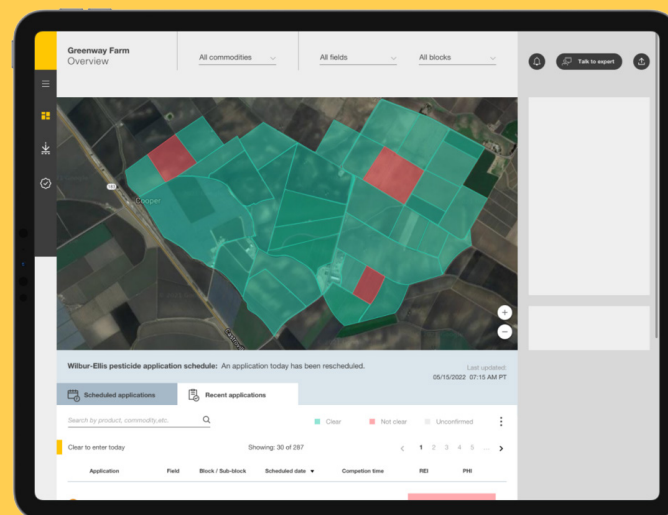 Greenway Farm
Overview
All commodities
All fields
All blocks
Talk to expert
183
Cooper
Wilbur-Ellis pesticide application schedule: An application today has been rescheduled.
Last updated:
05/15/2022 07:15 AM PT
Scheduled applications
Recent applications
Search by product, commodity,etc.
Clear
Not clear
Unconfirmed
Clear to enter today
Showing: 30 of 287
1 2 3 4 5 ...
Application
Field
Block / Sub-block
Scheduled date
Competion time
REI
PHI